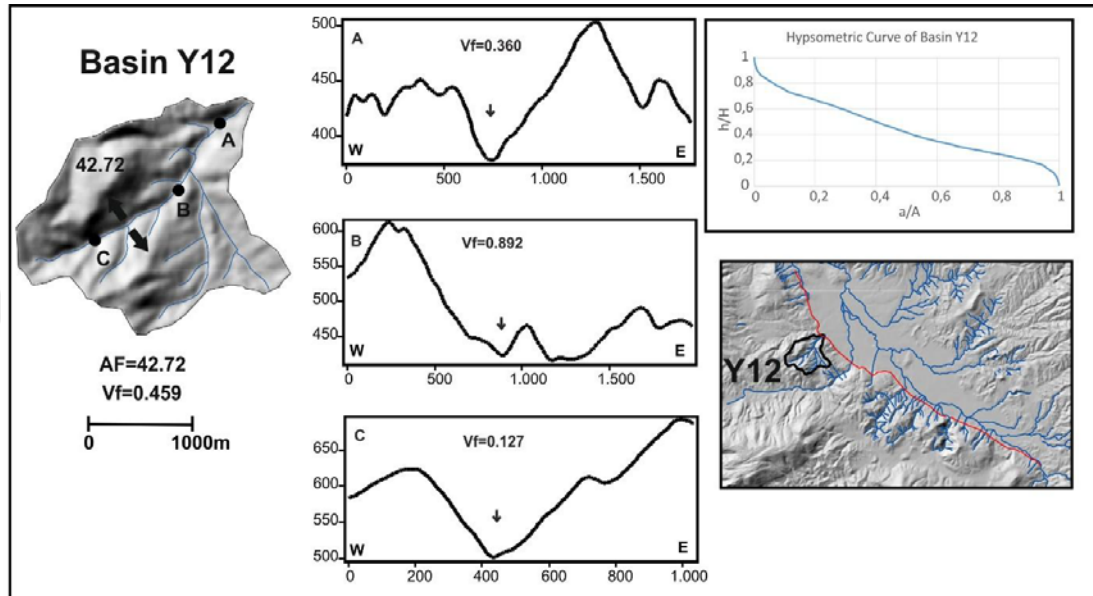 Basin Y12
A
42.72
B
C
AF=42.72
Vf=0.459
0 1000m
500
450
400
A
Vf=0.360
W E
0 500 1.000 1.500
600
550
500
450
B
Vf=0.892
W E
0 500 1.000 1.500
650
600
550
500
C
Vf=0.127
W E
0 200 400 600 800 1.000
Hypsometric Curve of Basin Y12
1
0,8
0,6
0,4
0,2
0
h/H
0 0,2 0,4 0,6 0,8 1
a/A
Y12